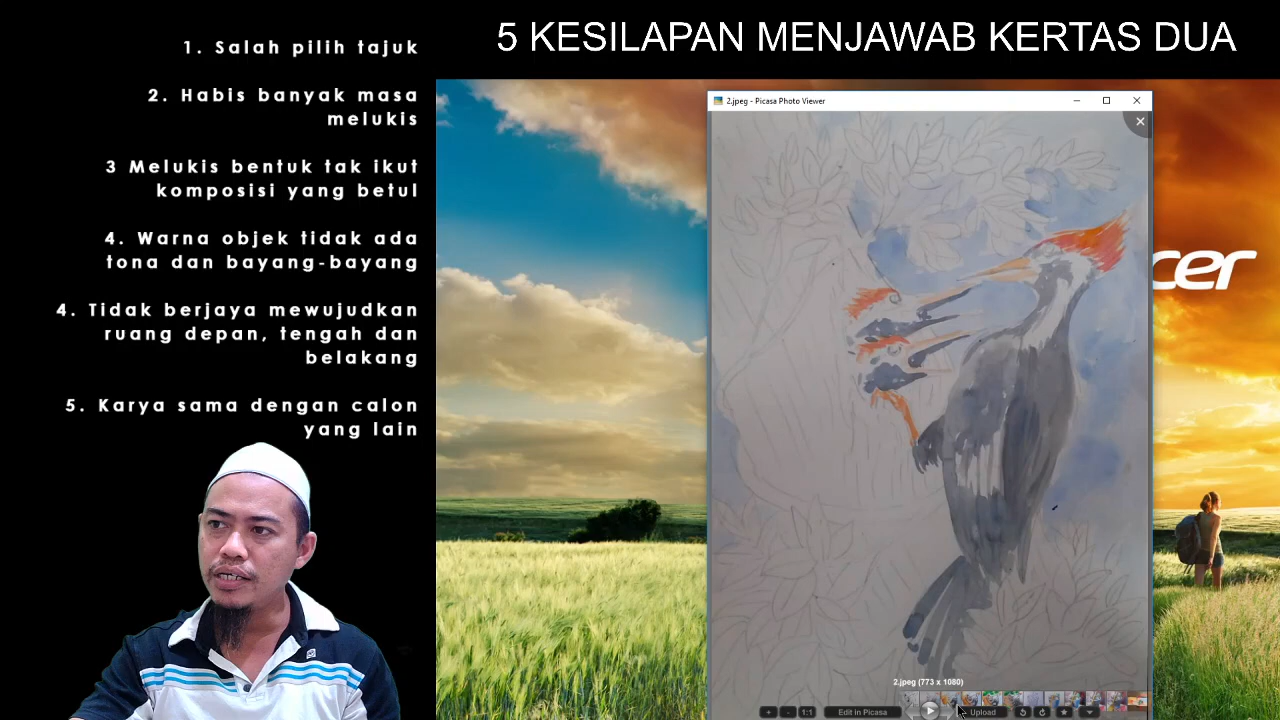 5 KESILAPAN MENJAWAB KERTAS DUA
1. Salah pilih tajuk
2. Habis banyak masa
melukis
3 Melukis bentuk tak ikut
komposisi yang betul
4. Warna objek tidak ada
tona dan bayang-bayang
4. Tidak berjaya mewujudkan
ruang depan, tengah dan
belakang
5. Karya sama dengan calon
yang lain
2.jpeg - Picasa Photo Viewer
cer
2.jpeg (773 x 1080)
1:1
Edit in Picasa
Upload